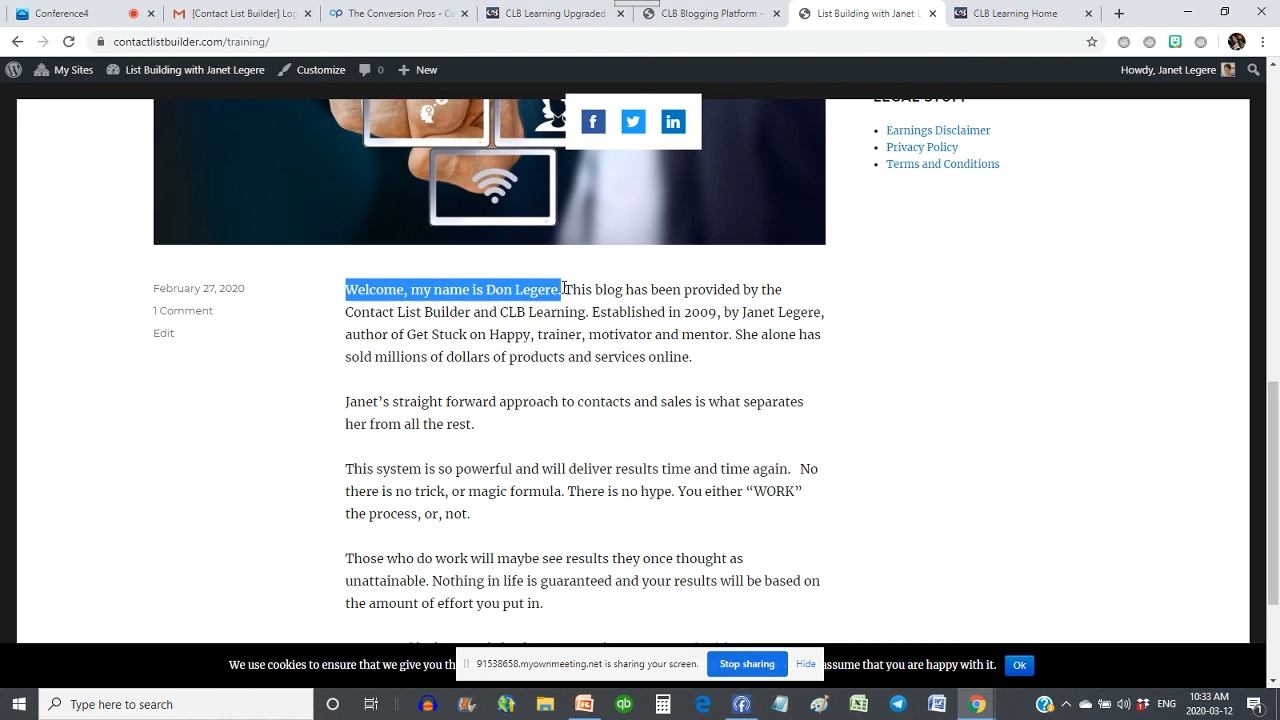 Conference4
[Contact List Builder] Log
The Conversion Pros - Co
CLB Learning Upgraded
CLB Blogging Platform –
List Building with Janet L
CLB Learning Home
contactlistbuilder.com/training/
My Sites
List Building with Janet Legere
Customize
0
New
Howdy, Janet Legere
LEGAL STUFF
Earnings Disclaimer
Privacy Policy
Terms and Conditions
February 27, 2020
1 Comment
Edit
Welcome, my name is Don Legere. This blog has been provided by the
Contact List Builder and CLB Learning. Established in 2009, by Janet Legere,
author of Get Stuck on Happy, trainer, motivator and mentor. She alone has
sold millions of dollars of products and services online.
Janet’s straight forward approach to contacts and sales is what separates
her from all the rest.
This system is so powerful and will deliver results time and time again. No
there is no trick, or magic formula. There is no hype. You either “WORK”
the process, or, not.
Those who do work will maybe see results they once thought as
unattainable. Nothing in life is guaranteed and your results will be based on
the amount of effort you put in.
We use cookies to ensure that we give you th
91538658.myownmeeting.net is sharing your screen.
Stop sharing
Hide
assume that you are happy with it.
Ok
Type here to search
ENG
10:33 AM
2020-03-12